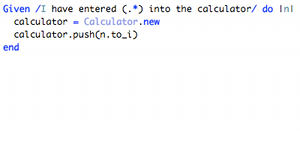 Given /I have entered (.*) into the calculator/ do |n|
  calculator = Calculator.new
  calculator.push(n.to_i)
end